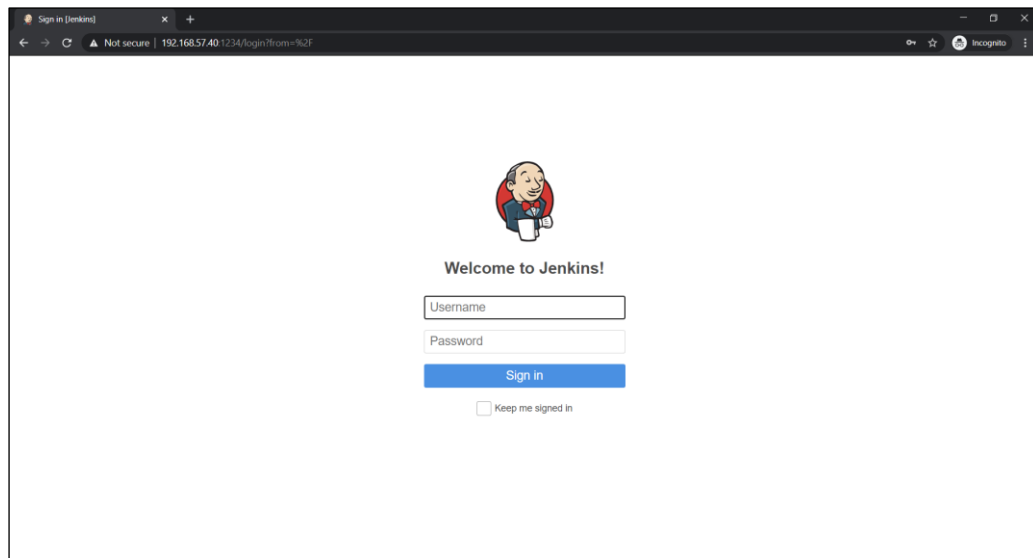 Sign in [Jenkins]
Not secure | 192.168.57.40:1234/login?from=%2F
Incognito
Welcome to Jenkins!
Username
Password
Sign in
Keep me signed in